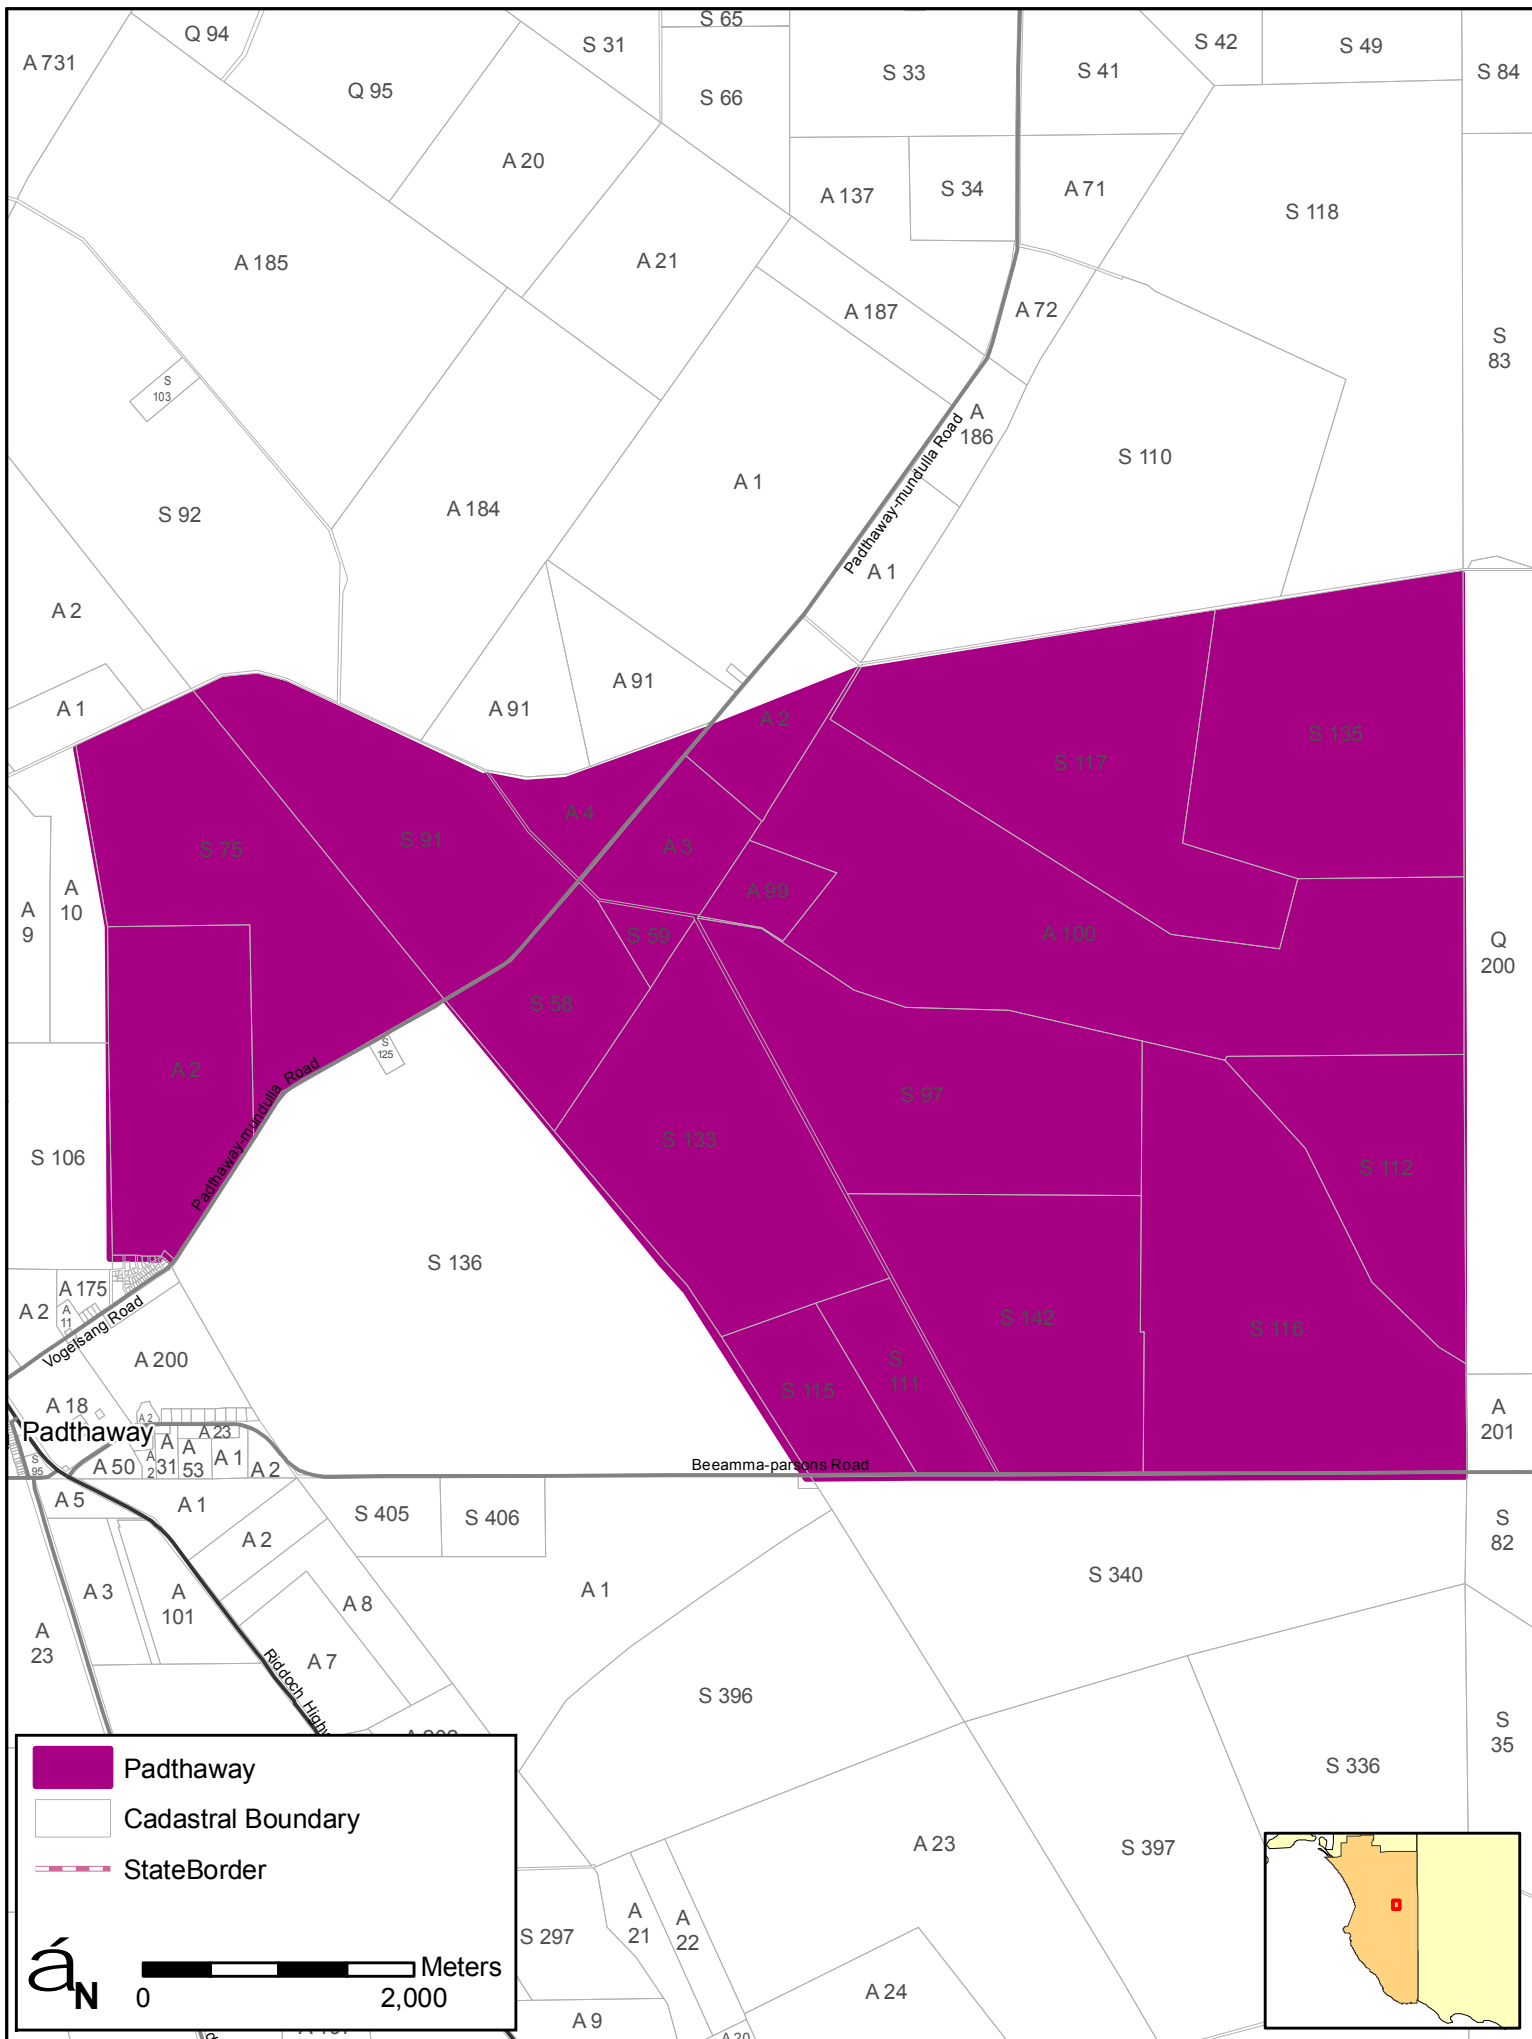 S 65
Q 94
S 31
S 42
S 49
A 731
S 33
S 41
S 84
Q 95
S 66
A 20
A 137
S 34
A 71
S 118
A 185
A 21
A 187
A 72
S
83
S
103
A
186
Padthaway-mundulla Road
S 110
A 1
S 92
A 184
A 1
A 2
A 91
A 91
A 1
A 2
S 135
S 117
A 4
S 91
S 75
A 3
A
10
A 99
A
9
S 59
A 100
Q
200
S 58
S
125
A 2
S 97
Padthaway-mundulla Road
S 133
S 106
S 112
S 136
A 175
A 2
A
11
Vogelsang Road
S 142
S 116
A 200
S
111
S 115
A 18
A 2
Padthaway
A 23
A
201
A
31
A
53
A 1
A 2
S
95
A 50
A
2
Beeamma-parsons Road
A 5
A 1
S 405
S 406
S
82
A 2
S 340
A 3
A
101
A 8
A 1
A
23
A 7
Riddoch Highw
S 396
S
35
S 336
Padthaway
Cadastral Boundary
StateBorder
A 23
S 397
A
21
A
22
S 297
á
N
Meters
0
2,000
A 24
A 9
A 20